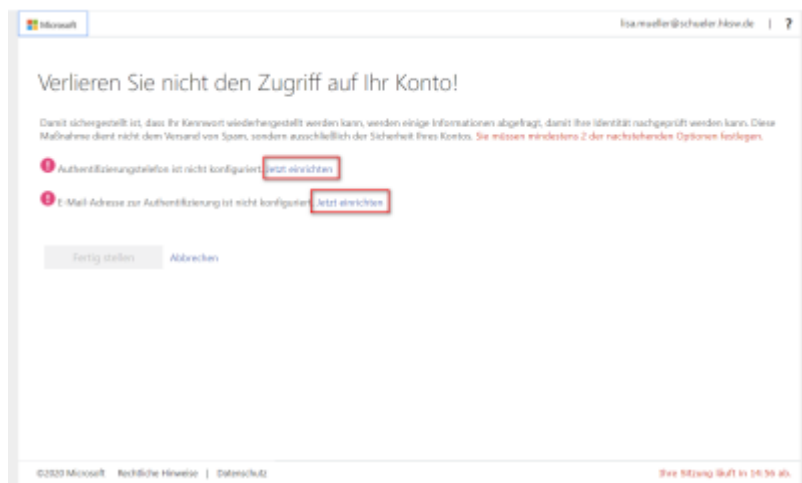 Microsoft
lisa.mueller@schueler.hksw.de | ?
Verlieren Sie nicht den Zugriff auf Ihr Konto!
Damit sichergestellt ist, dass Ihr Kennwort wiederhergestellt werden kann, werden einige Informationen abgefragt, damit Ihre Identität nachgeprüft werden kann. Diese
Maßnahme dient nicht dem Versand von Spam, sondern ausschließlich der Sicherheit Ihres Kontos. Sie müssen mindestens 2 der nachstehenden Optionen festlegen.
Authentifizierungstelefon ist nicht konfiguriert. Jetzt einrichten
E-Mail-Adresse zur Authentifizierung ist nicht konfiguriert. Jetzt einrichten
Fertig stellen Abbrechen
©2020 Microsoft Rechtliche Hinweise | Datenschutz
Ihre Sitzung läuft in 14:56 ab.